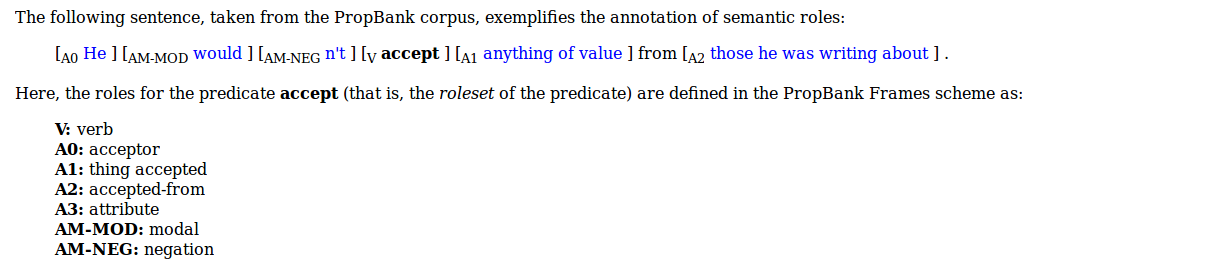 The following sentence, taken from the PropBank corpus, exemplifies the annotation of semantic roles:
[A0 He ] [AM-MOD would ] [AM-NEG n't ] [V accept ] [A1 anything of value ] from [A2 those he was writing about ] .
Here, the roles for the predicate accept (that is, the roleset of the predicate) are defined in the PropBank Frames scheme as:
V: verb
A0: acceptor
A1: thing accepted
A2: accepted-from
A3: attribute
AM-MOD: modal
AM-NEG: negation